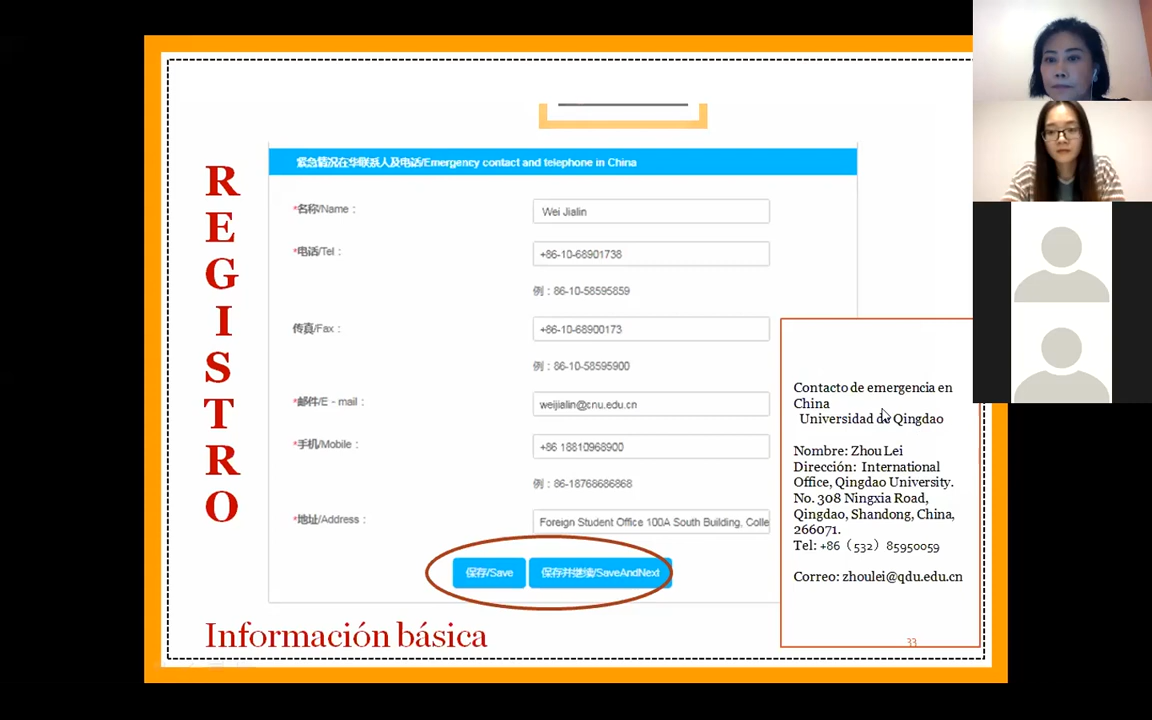 REGISTRO
紧急情况在华联系人及电话/Emergency contact and telephone in China
*名称/Name :
Wei Jialin
*电话/Tel :
+86-10-68901738
例：86-10-58595859
传真/Fax :
+86-10-68900173
例：86-10-58595900
*邮件/E - mail :
weijialin@cnu.edu.cn
*手机/Mobile :
+86 18810968900
例：86-18768686868
*地址/Address :
Foreign Student Office 100A South Building, Colle
保存/Save
保存并继续/SaveAndNext
Información básica
Contacto de emergencia en
China
Universidad de Qingdao
Nombre: Zhou Lei
Dirección: International
Office, Qingdao University.
No. 308 Ningxia Road,
Qingdao, Shandong, China,
266071.
Tel: +86（532）85950059
Correo: zhoulei@qdu.edu.cn
33